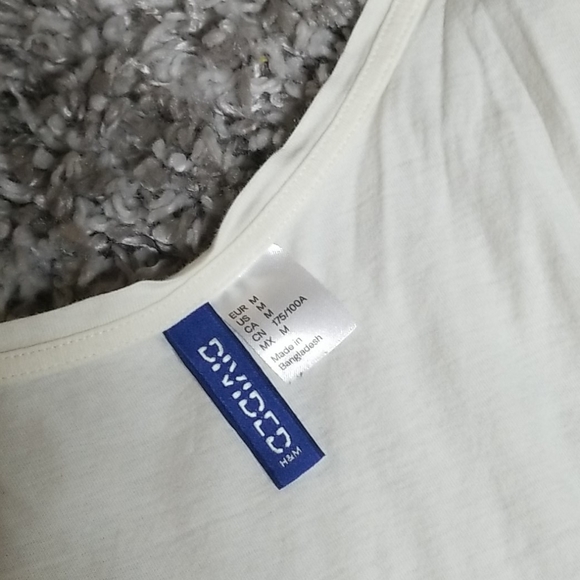 EUR M
US M
CA M
CN 175/100A
MX M
Made in
Bangladesh
DIVIDED
H&M